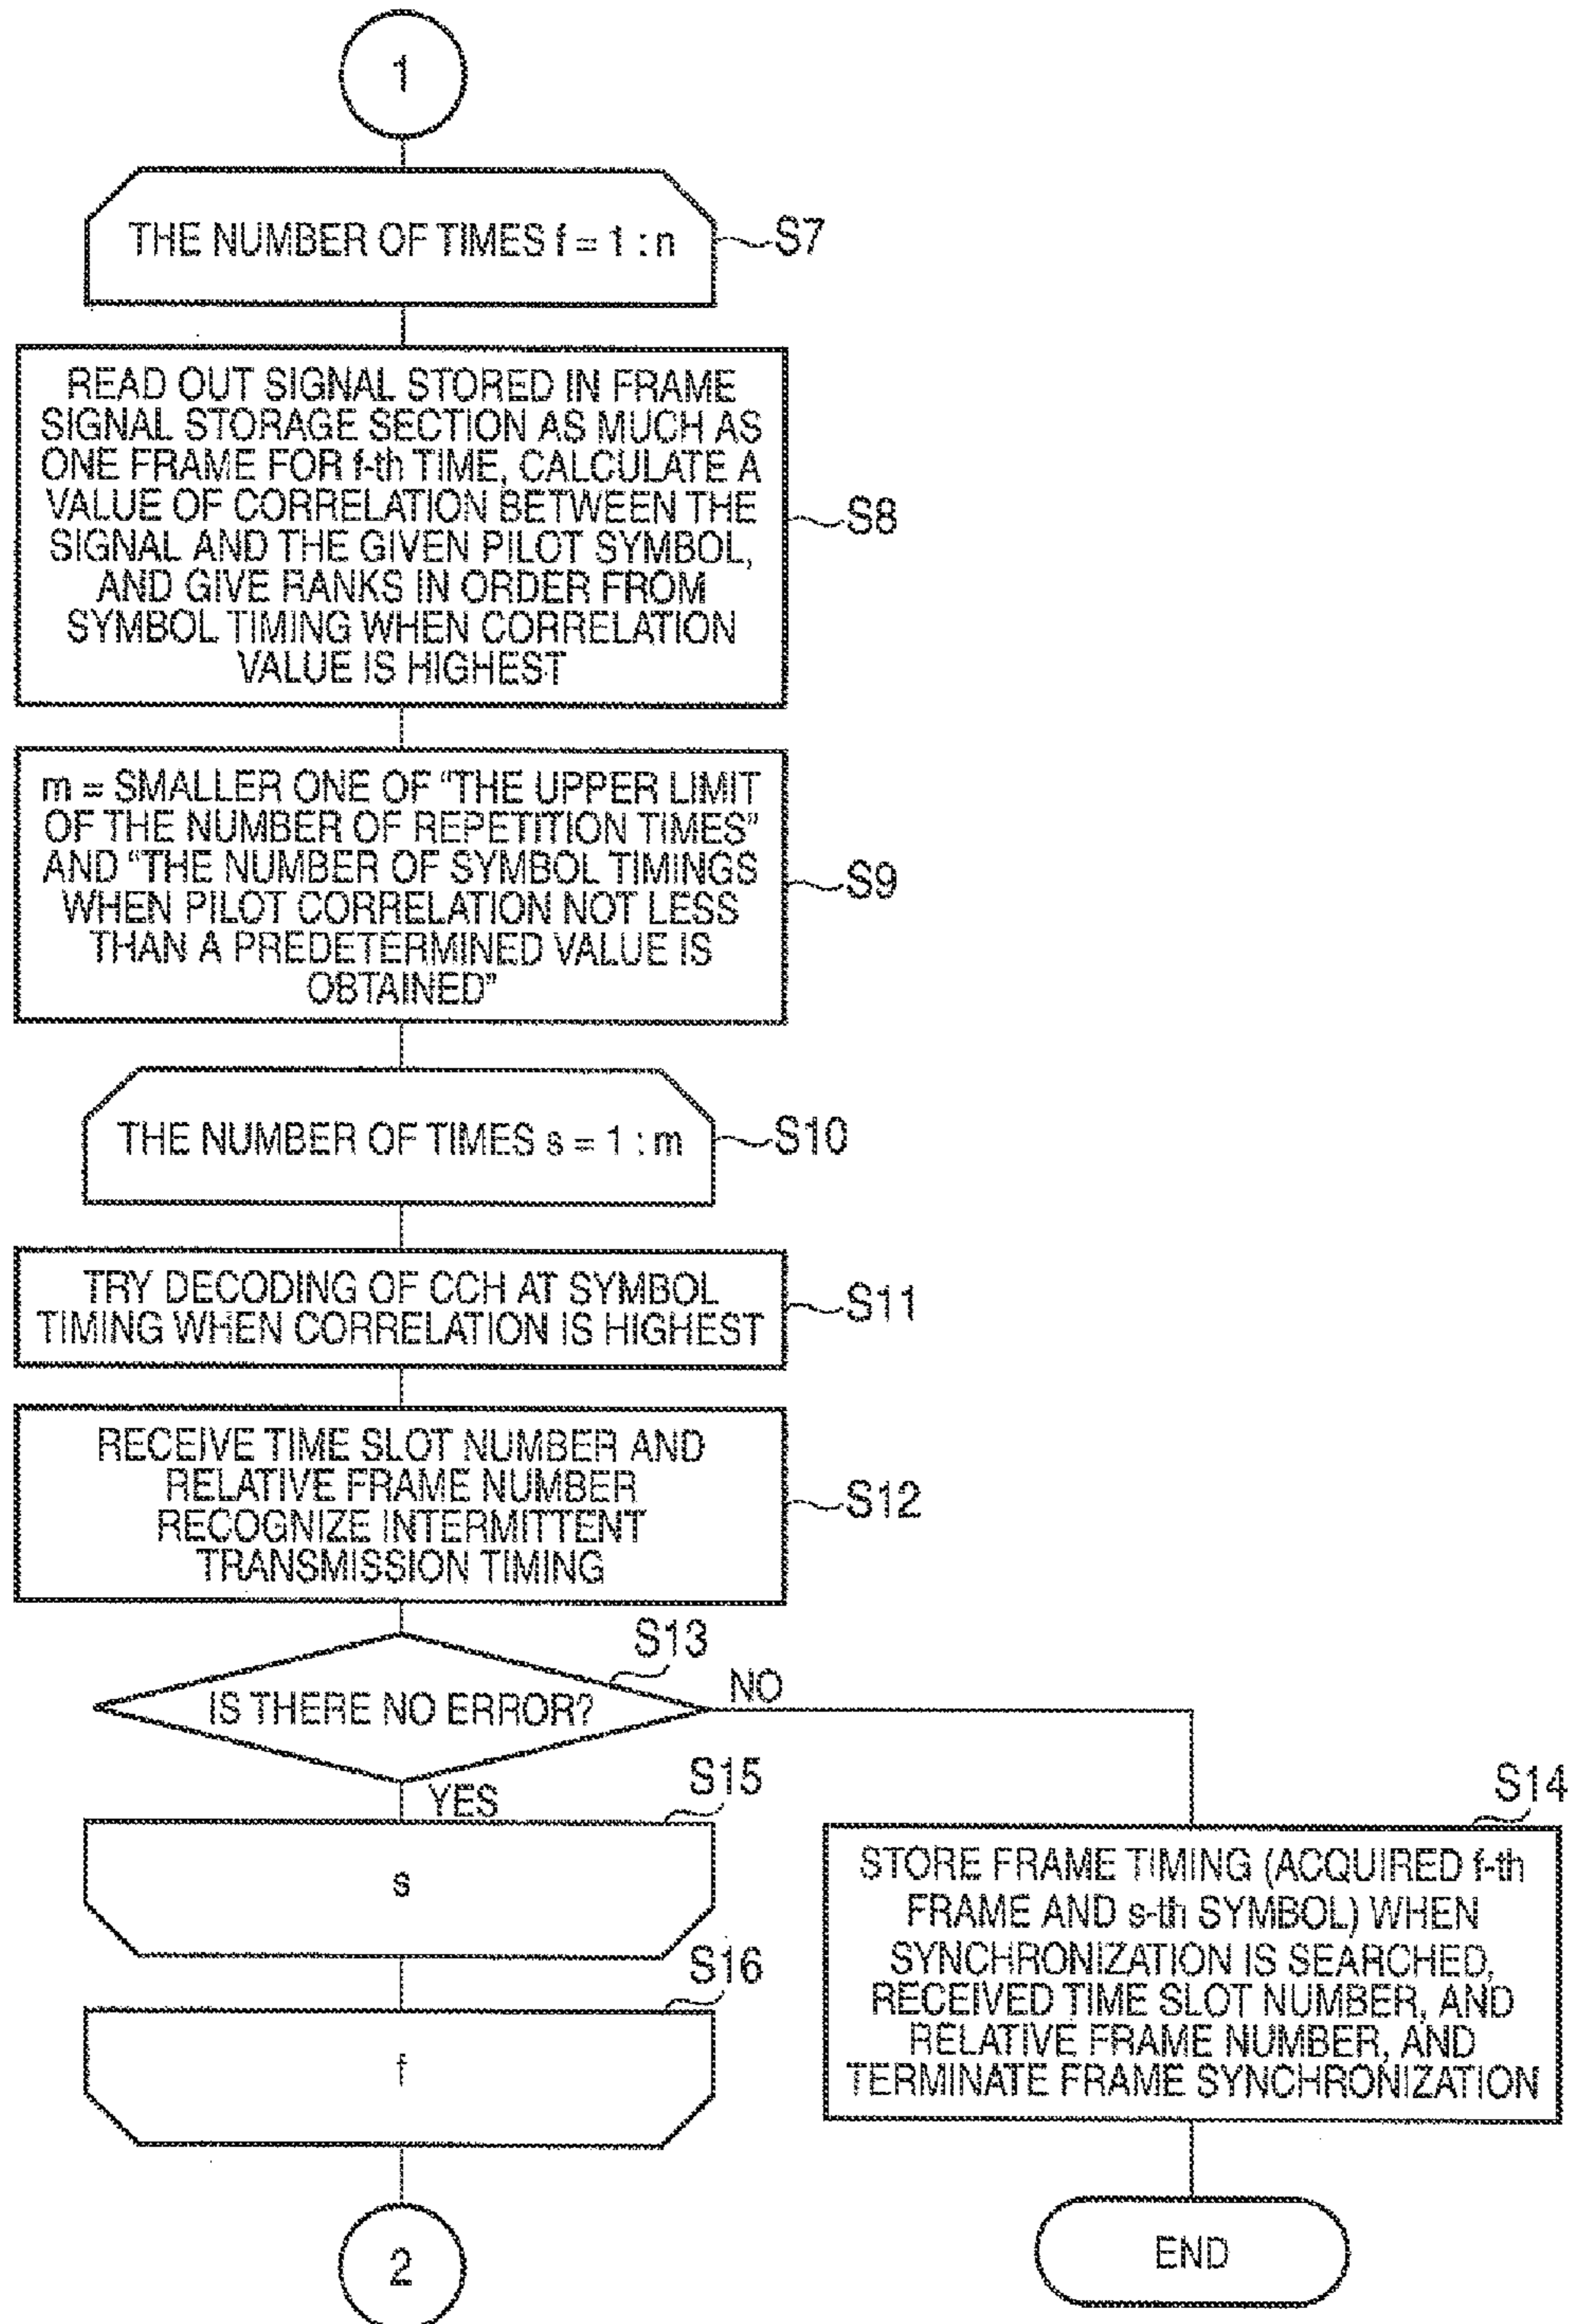 1
THE NUMBER OF TIMES f = 1 : n
S7
READ OUT SIGNAL STORED IN FRAME
SIGNAL STORAGE SECTION AS MUCH AS
ONE FRAME FOR f-th TIME, CALCULATE A
VALUE OF CORRELATION BETWEEN THE
SIGNAL AND THE GIVEN PILOT SYMBOL,
AND GIVE RANKS IN ORDER FROM
SYMBOL TIMING WHEN CORRELATION
VALUE IS HIGHEST
S8
m = SMALLER ONE OF “THE UPPER LIMIT
OF THE NUMBER OF REPETITION TIMES”
AND “THE NUMBER OF SYMBOL TIMINGS
WHEN PILOT CORRELATION NOT LESS
THAN A PREDETERMINED VALUE IS
OBTAINED”
S9
THE NUMBER OF TIMES s = 1 : m
S10
TRY DECODING OF CCH AT SYMBOL
TIMING WHEN CORRELATION IS HIGHEST
S11
RECEIVE TIME SLOT NUMBER AND
RELATIVE FRAME NUMBER
RECOGNIZE INTERMITTENT
TRANSMISSION TIMING
S12
S13
IS THERE NO ERROR?
NO
YES
S15
s
S16
f
2
S14
STORE FRAME TIMING (ACQUIRED f-th
FRAME AND s-th SYMBOL) WHEN
SYNCHRONIZATION IS SEARCHED,
RECEIVED TIME SLOT NUMBER, AND
RELATIVE FRAME NUMBER, AND
TERMINATE FRAME SYNCHRONIZATION
END